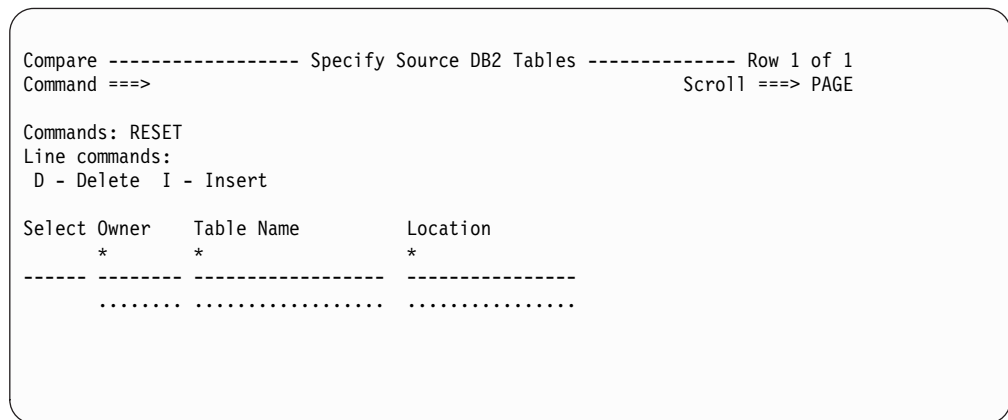 Compare ------------------ Specify Source DB2 Tables -------------- Row 1 of 1
Command ===>                                                  Scroll ===> PAGE
Commands: RESET
Line commands:
 D - Delete  I - Insert
Select Owner    Table Name          Location
       *        *                   *
------ -------- ------------------  ----------------
       ........ ..................  ................